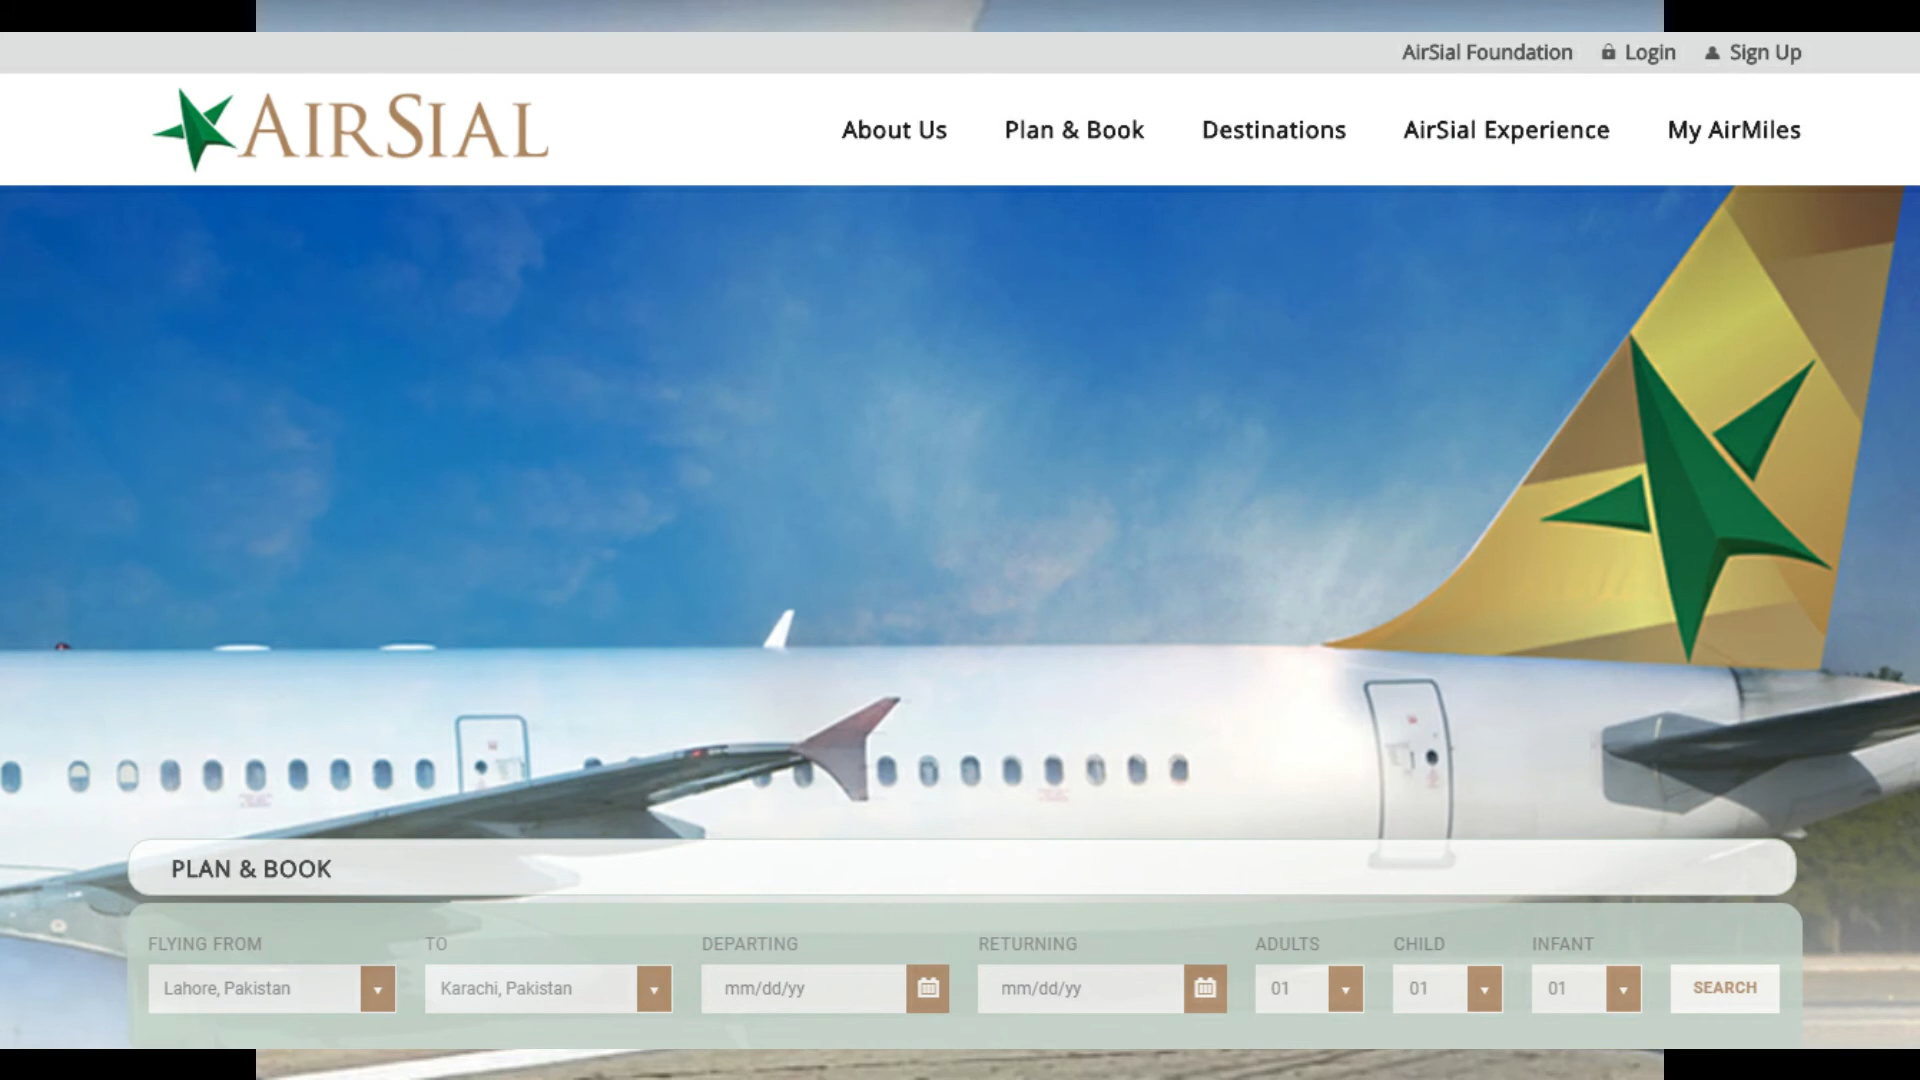 AirSial Foundation Login Sign Up
AIRSIAL
About Us Plan & Book Destinations AirSial Experience My AirMiles
PLAN & BOOK
FLYING FROM TO DEPARTING RETURNING ADULTS CHILD INFANT
Lahore, Pakistan Karachi, Pakistan mm/dd/yy mm/dd/yy 01 01 01 SEARCH